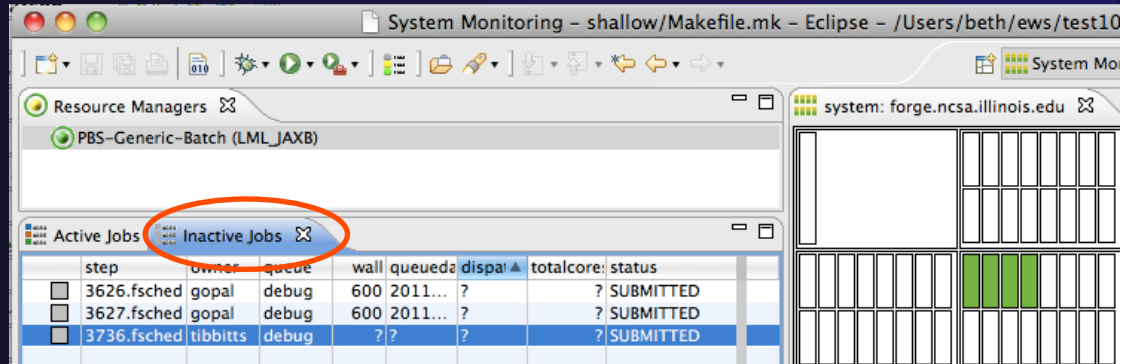 System Monitoring – shallow/Makefile.mk – Eclipse – /Users/beth/ews/test10
System Mo
Resource Managers
system: forge.ncsa.illinois.edu
PBS-Generic-Batch (LML_JAXB)
Active Jobs Inactive Jobs
step owner queue wall queueda dispat totalcore: status
3626.fsched gopal debug 600 2011... ? ? SUBMITTED
3627.fsched gopal debug 600 2011... ? ? SUBMITTED
3736.fsched tibbitts debug ? ? ? ? SUBMITTED